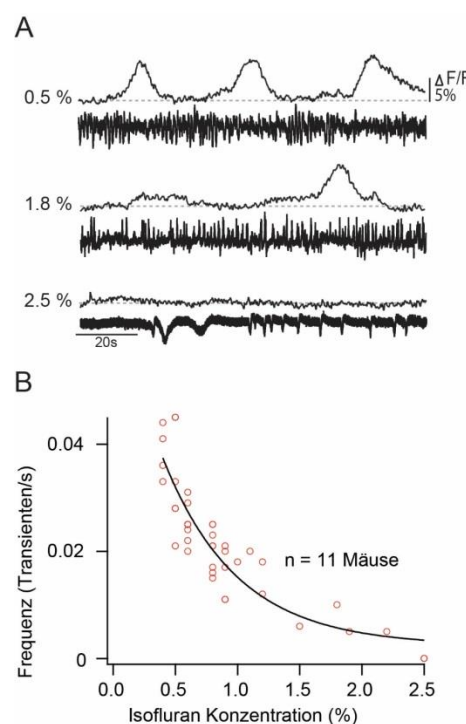 A
Δ F/F
5%
0.5 %
1.8 %
2.5 %
20s
B
Frequenz (Transienten/s)
0.04
0.02
0
n = 11 Mäuse
0.0 0.5 1.0 1.5 2.0 2.5
Isofluran Konzentration (%)